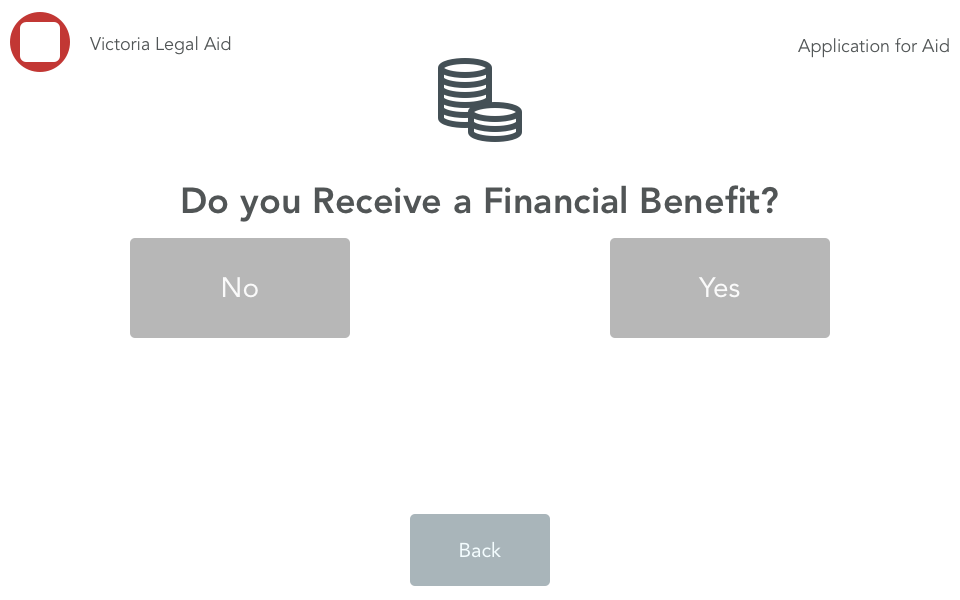 Victoria Legal Aid
Application for Aid
Do you Receive a Financial Benefit?
No
Yes
Back